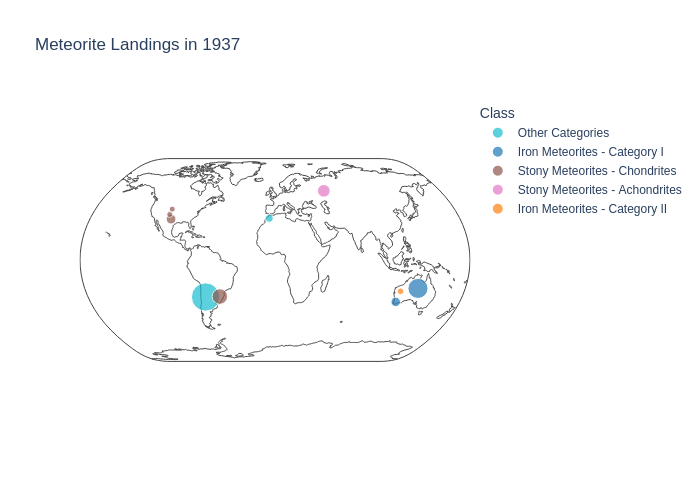 Meteorite Landings in 1937
Class
Other Categories
Iron Meteorites - Category I
Stony Meteorites - Chondrites
Stony Meteorites - Achondrites
Iron Meteorites - Category II